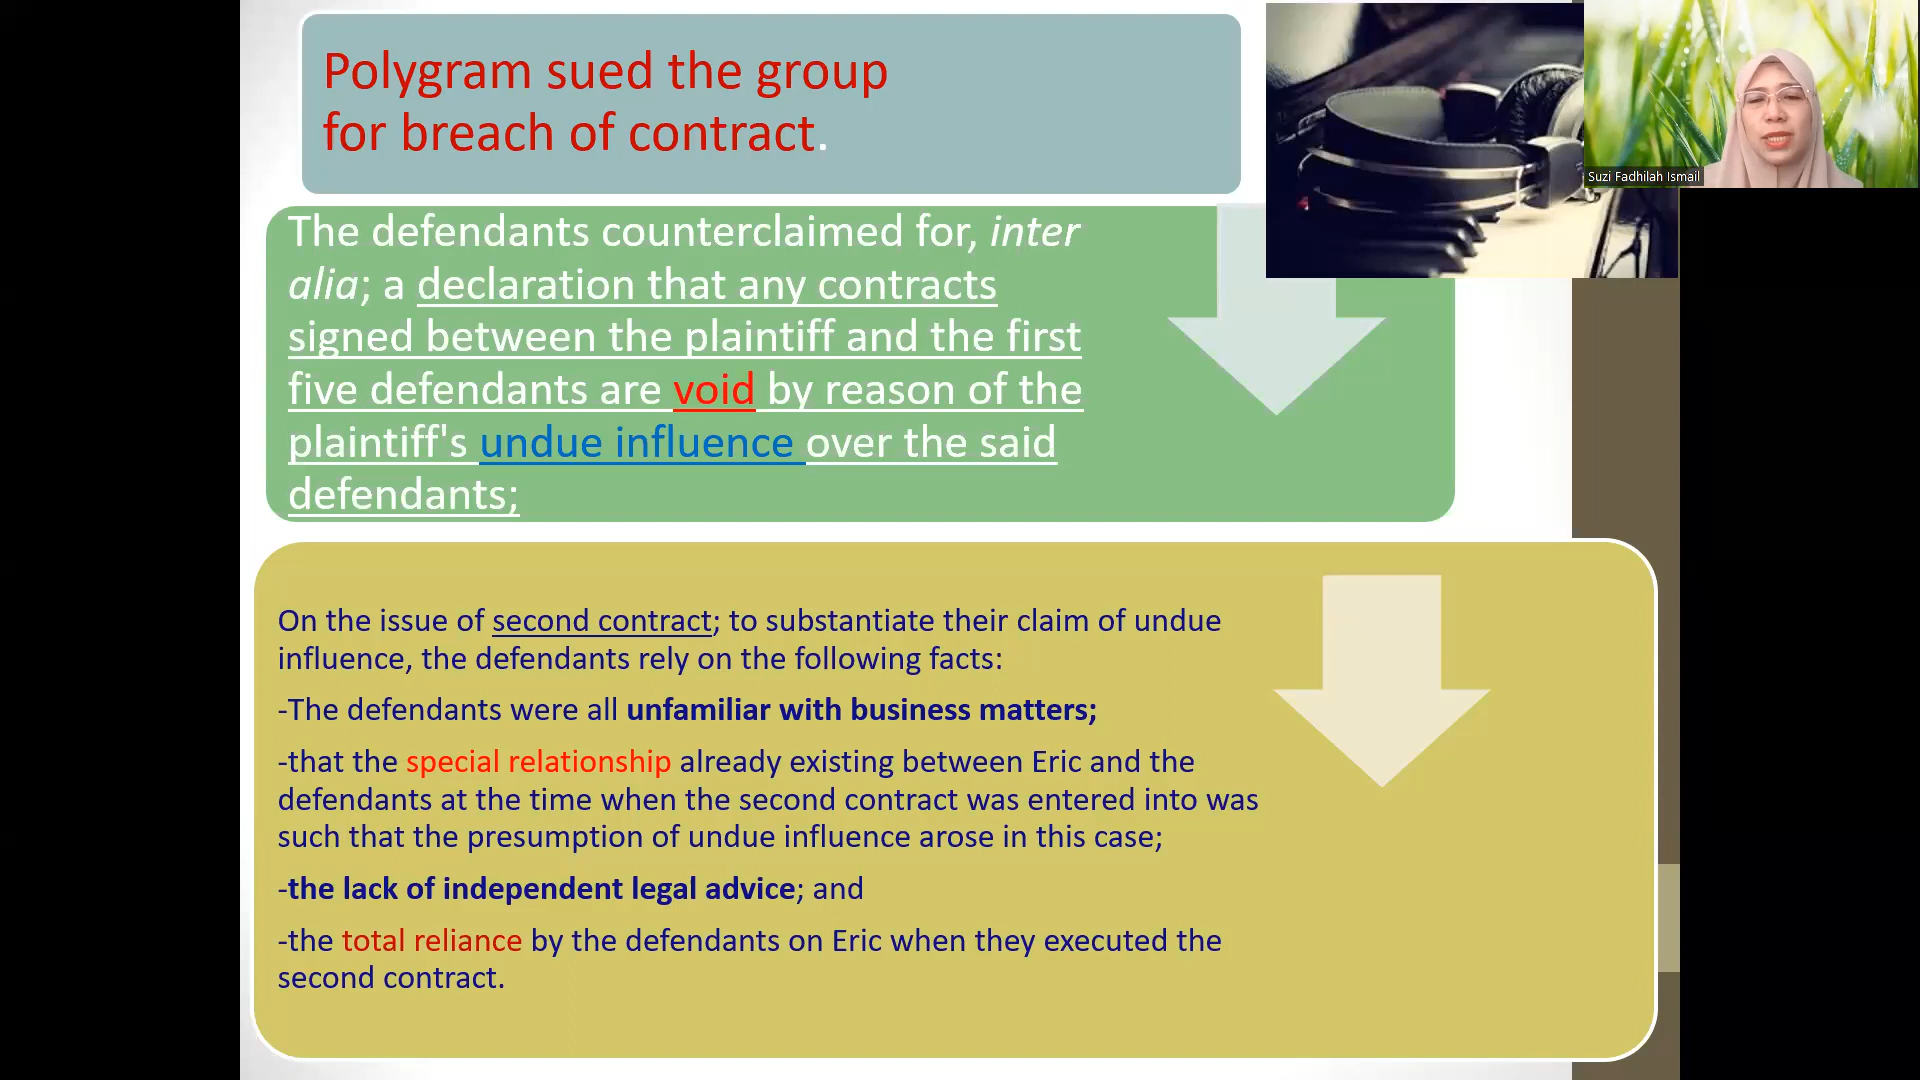 Polygram sued the group
for breach of contract.
Suzi Fadhilah Ismail
The defendants counterclaimed for, inter
alia; a declaration that any contracts
signed between the plaintiff and the first
five defendants are void by reason of the
plaintiff's undue influence over the said
defendants;
On the issue of second contract; to substantiate their claim of undue
influence, the defendants rely on the following facts:
-The defendants were all unfamiliar with business matters;
-that the special relationship already existing between Eric and the
defendants at the time when the second contract was entered into was
such that the presumption of undue influence arose in this case;
-the lack of independent legal advice; and
-the total reliance by the defendants on Eric when they executed the
second contract.